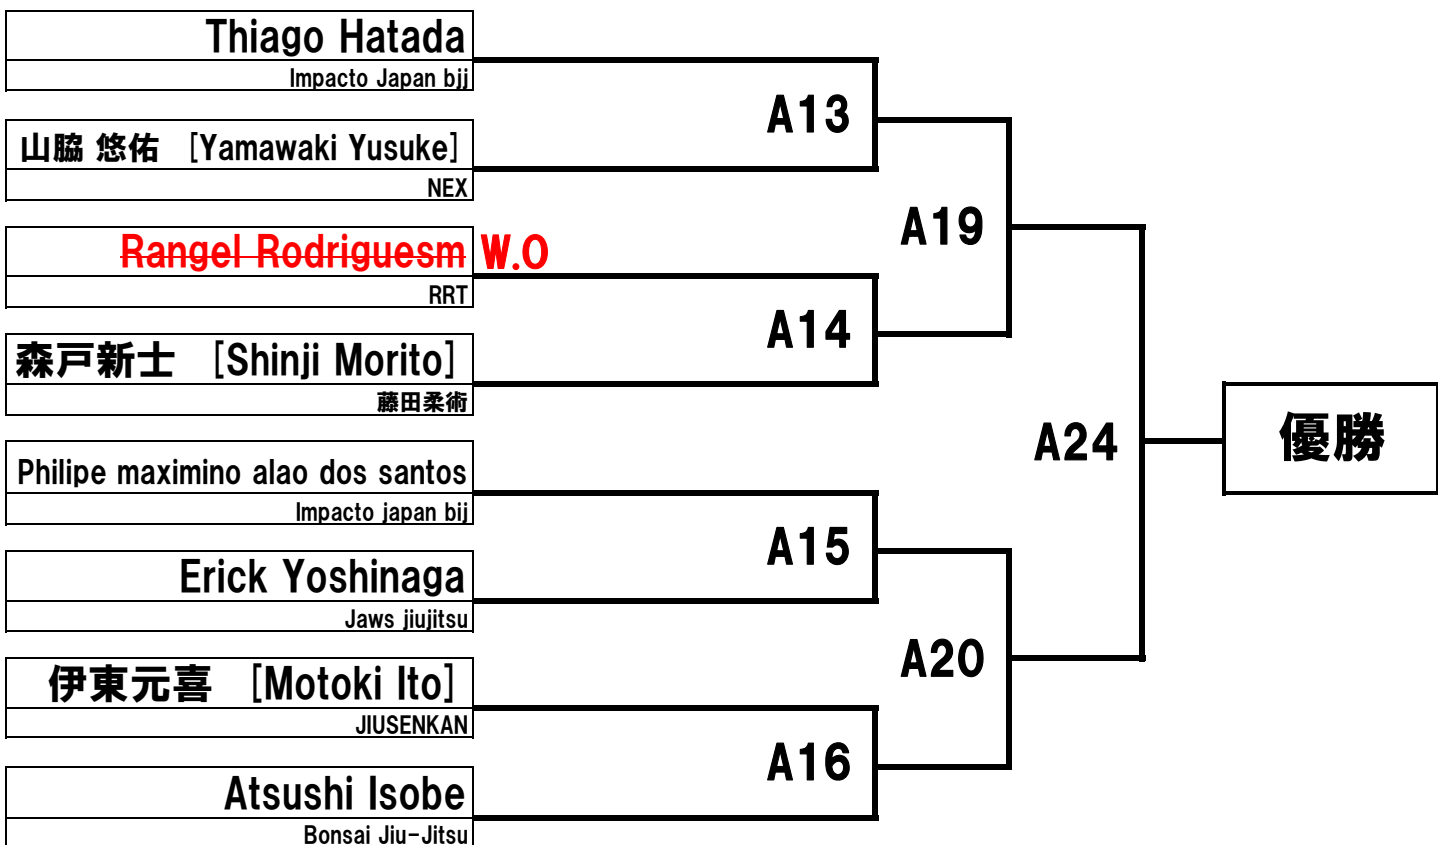 Thiago Hatada
Impacto Japan bjj
A13
山脇 悠佑 [Yamawaki Yusuke]
NEX
A19
Rangel Rodriguesm W.O
RRT
A14
森戸新士 [Shinji Morito]
藤田柔術
A24
優勝
Philipe maximino alao dos santos
Impacto japan bij
A15
Erick Yoshinaga
Jaws jiujitsu
A20
伊東元喜 [Motoki Ito]
JIUSENKAN
A16
Atsushi Isobe
Bonsai Jiu-Jitsu